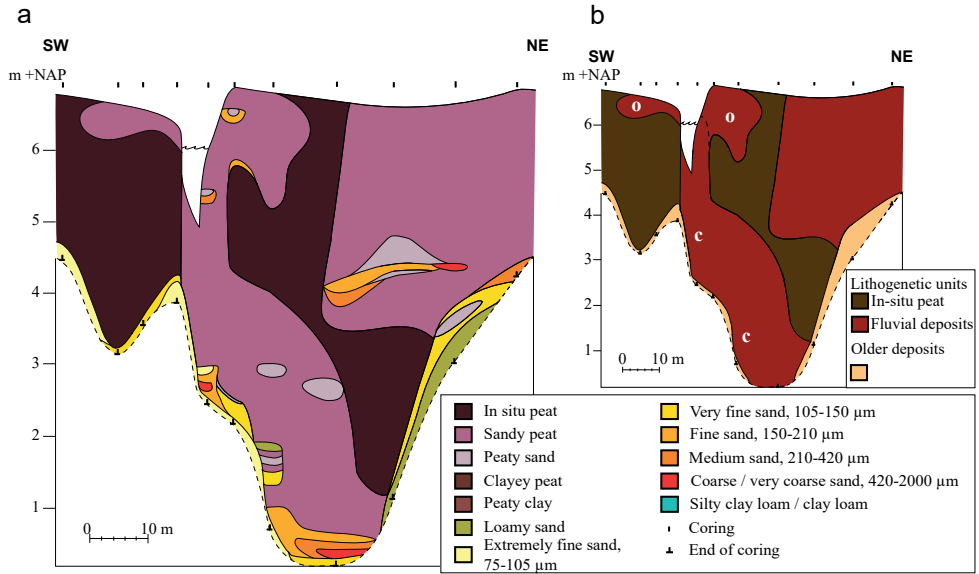 a
SW
NE
m +NAP
6
5
4
3
2
1
0
10 m
b
SW
NE
m +NAP
6
5
4
3
2
1
o
o
c
c
0
10 m
Lithogenetic units
In-situ peat
Fluvial deposits
Older deposits
In situ peat
Sandy peat
Peaty sand
Clayey peat
Peaty clay
Loamy sand
Extremely fine sand,
75-105 µm
Very fine sand, 105-150 µm
Fine sand, 150-210 µm
Medium sand, 210-420 µm
Coarse / very coarse sand, 420-2000 µm
Silty clay loam / clay loam
Coring
End of coring